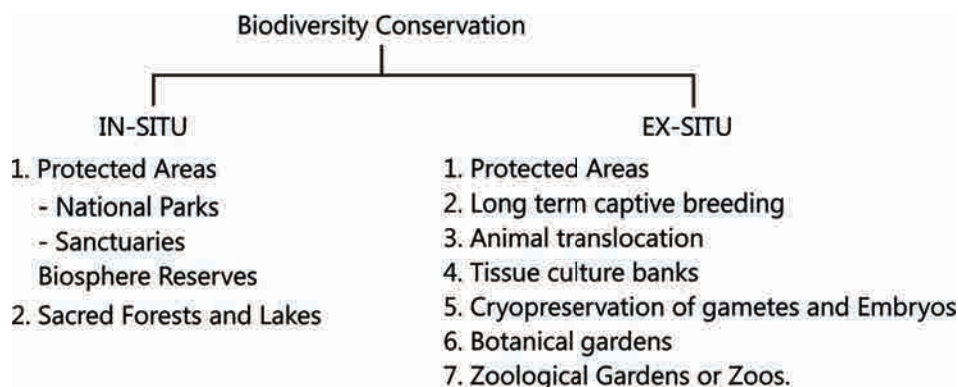 Biodiversity Conservation
IN-SITU
1. Protected Areas
- National Parks
- Sanctuaries
Biosphere Reserves
2. Sacred Forests and Lakes
EX-SITU
1. Protected Areas
2. Long term captive breeding
3. Animal translocation
4. Tissue culture banks
5. Cryopreservation of gametes and Embryos
6. Botanical gardens
7. Zoological Gardens or Zoos.